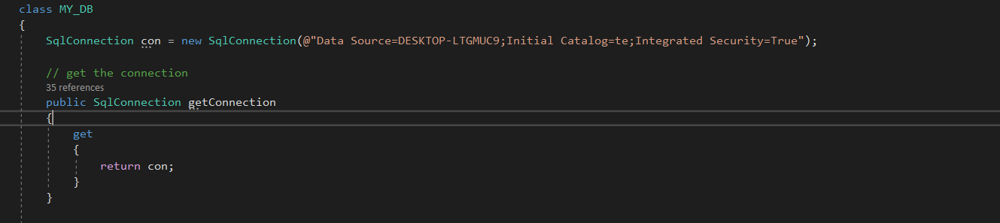 class MY_DB
{
SqlConnection con = new SqlConnection(@"Data Source=DESKTOP-LTGMUC9;Initial Catalog=te;Integrated Security=True");
// get the connection
35 references
public SqlConnection getConnection
{
get
{
return con;
}
}